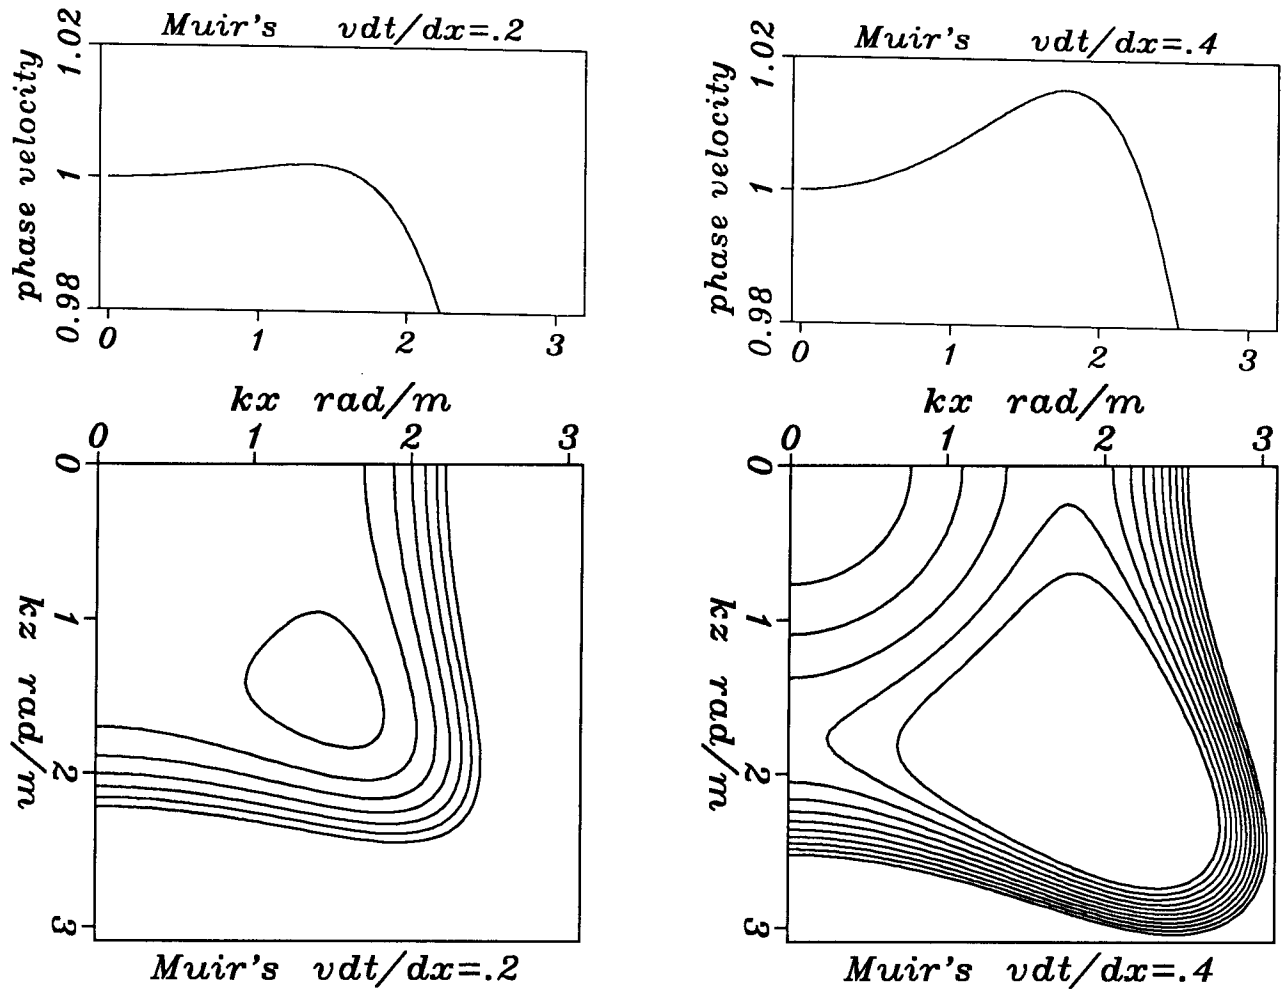 Muir's vdt/dx=.2
phase velocity
1.02
1
0.98
0 1 2 3
Muir's vdt/dx=.4
phase velocity
1.02
1
0.98
0 1 2 3
kx rad/m
0 1 2 3
kz rad/m
0
1
2
3
Muir's vdt/dx=.2
kx rad/m
0 1 2 3
kz rad/m
0
1
2
3
Muir's vdt/dx=.4